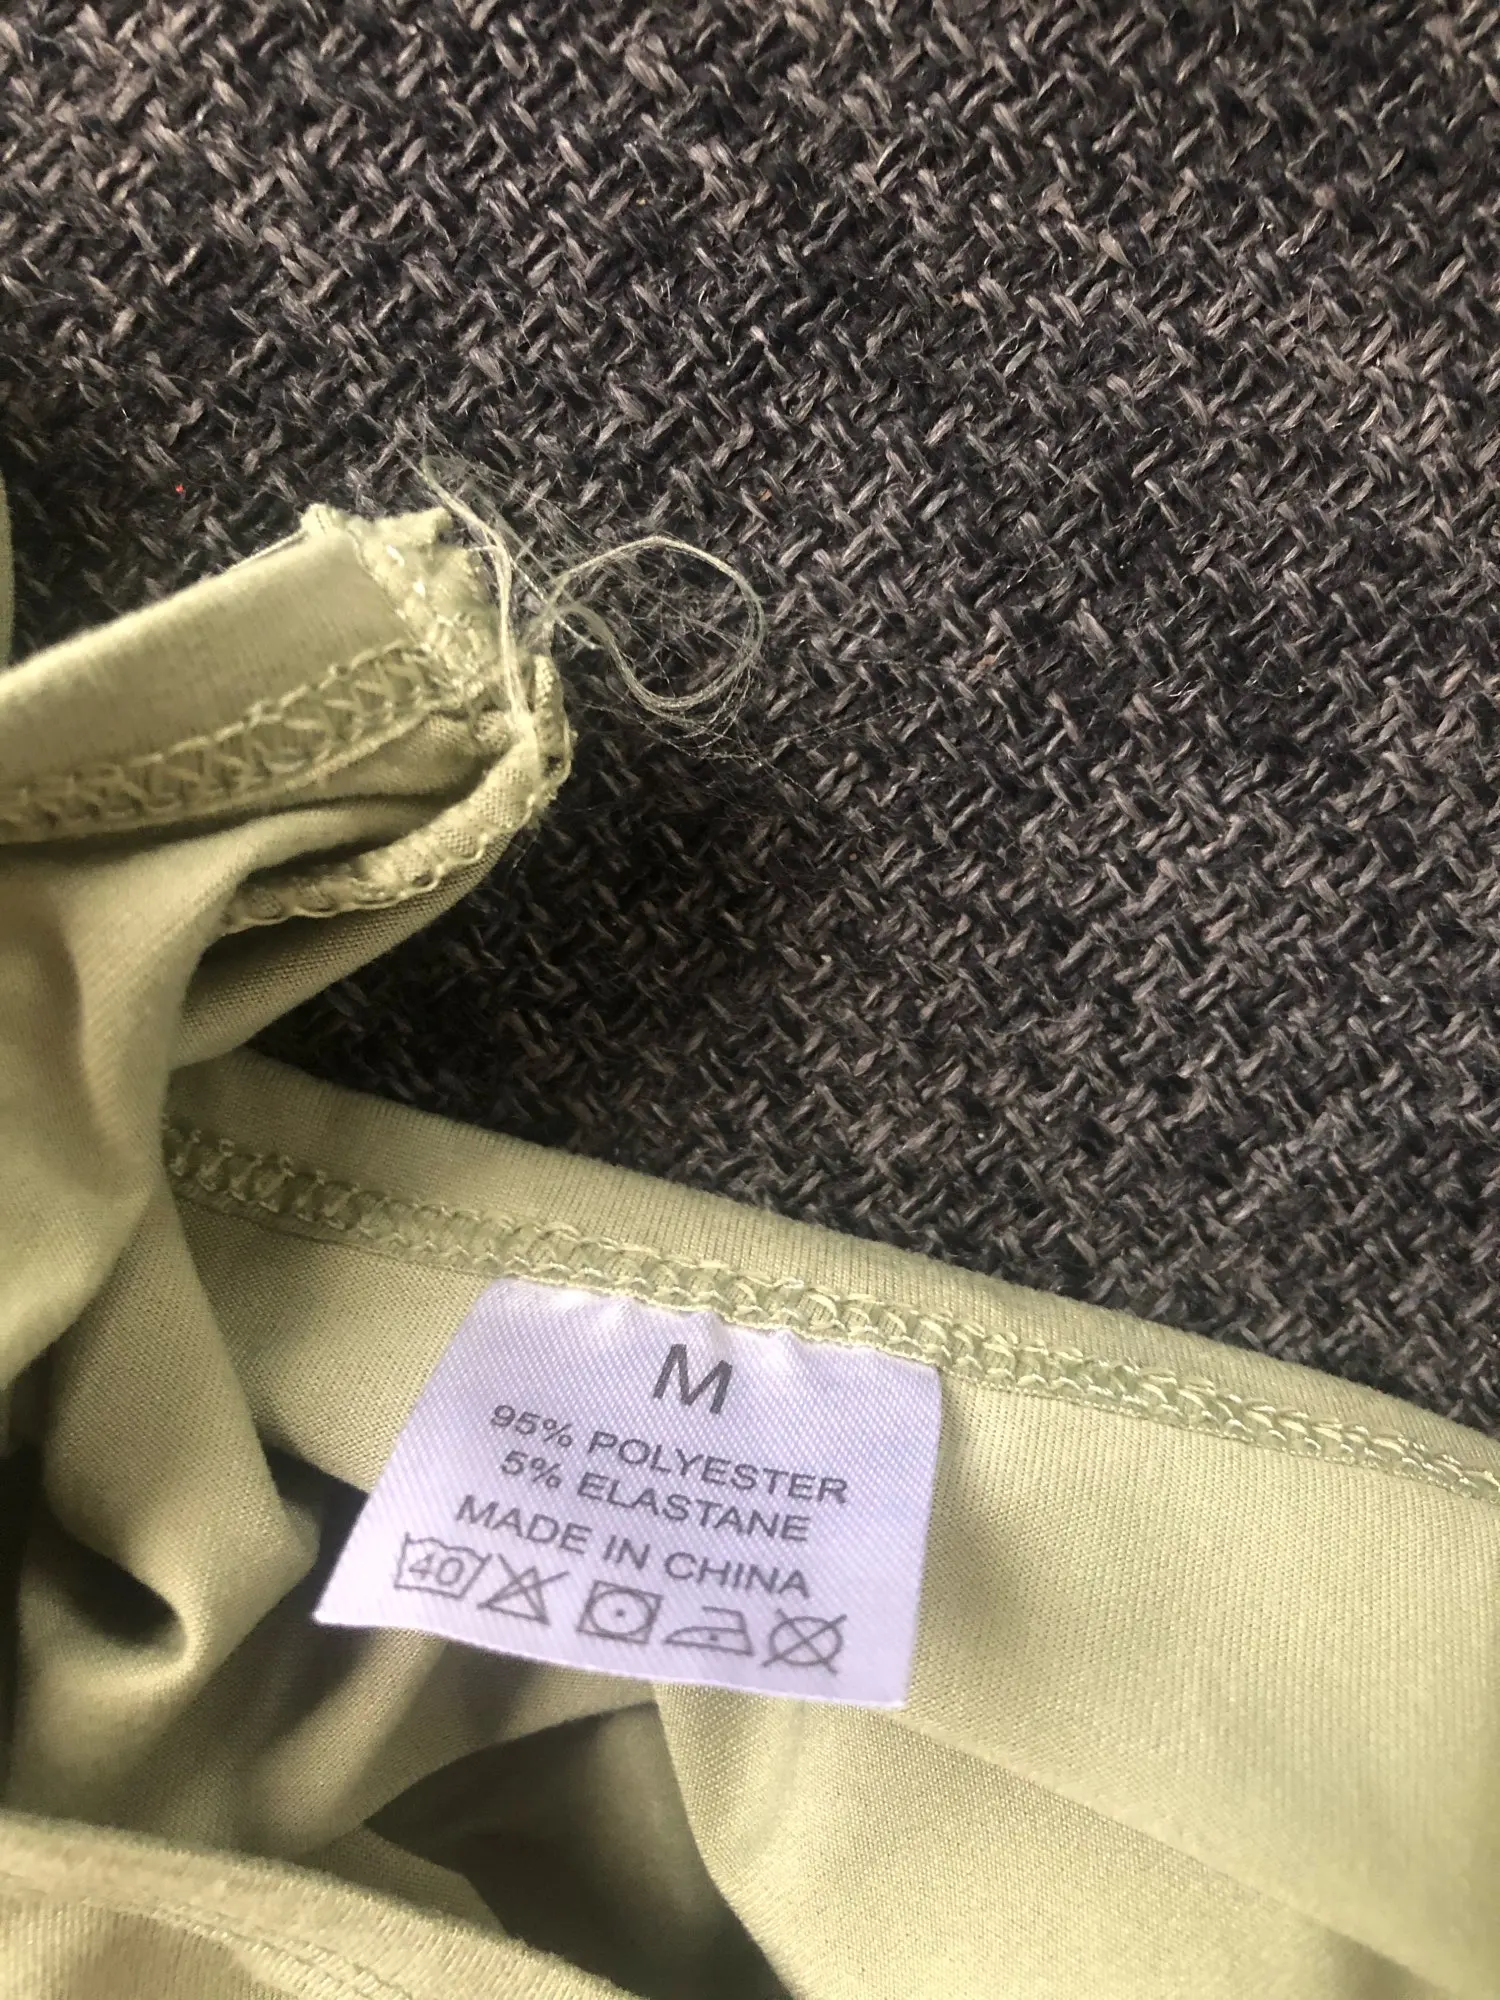 M
95% POLYESTER
5% ELASTANE
MADE IN CHINA
40